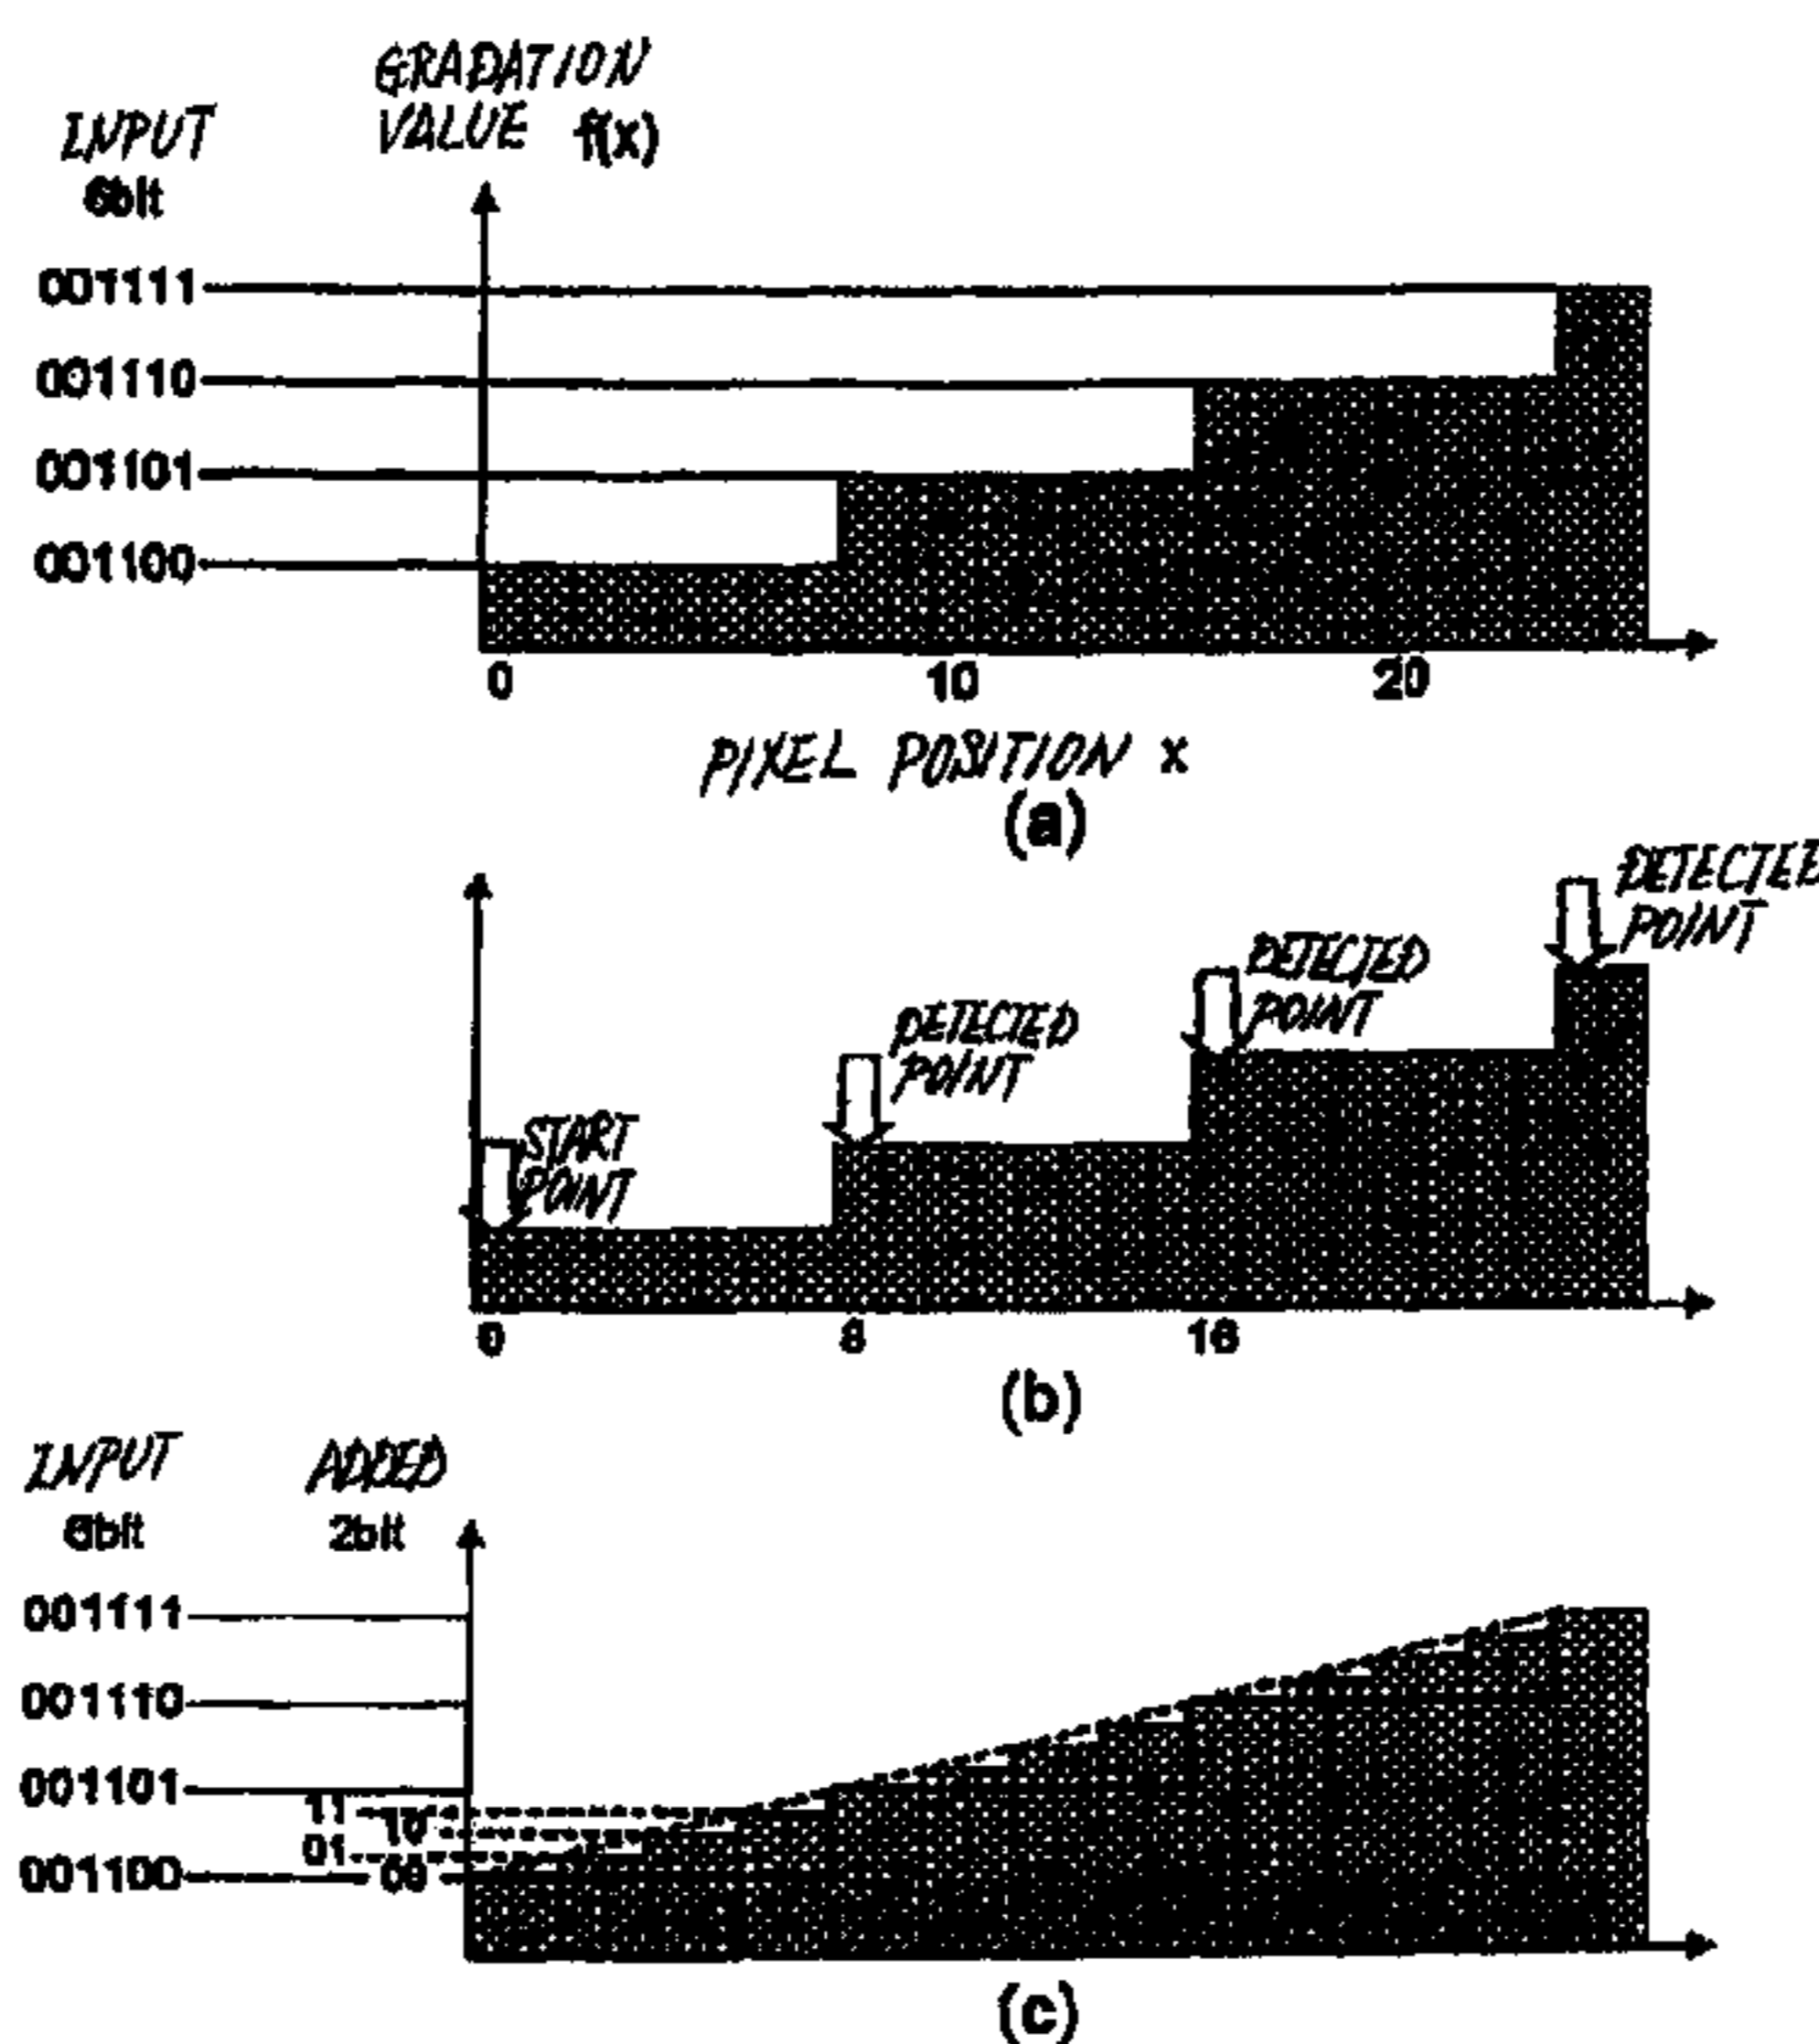 GRADATION
VALUE f(x)
INPUT
6bit
001111
001110
001101
001100
0 10 20
PIXEL POSITION x
(a)
DETECTED
POINT
DETECTED
POINT
DETECTED
POINT
START
POINT
0 8 16
(b)
INPUT ADDED
6bit 2bit
001111
001110
001101
11
10
01
001100 00
(c)